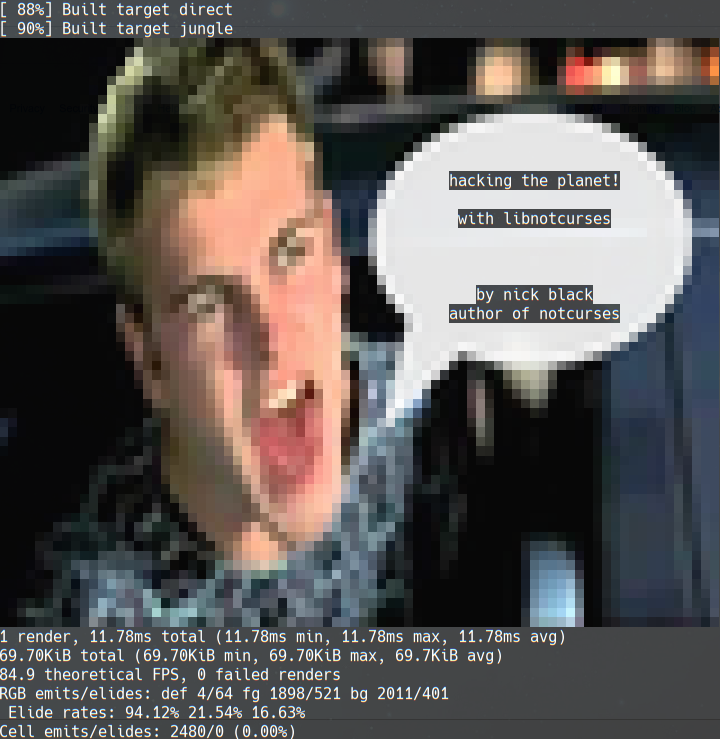 [ 88%] Built target direct
[ 90%] Built target jungle
hacking the planet!
with libnotcurses
by nick black
author of notcurses
1 render, 11.78ms total (11.78ms min, 11.78ms max, 11.78ms avg)
69.70KiB total (69.70KiB min, 69.70KiB max, 69.7KiB avg)
84.9 theoretical FPS, 0 failed renders
RGB emits/elides: def 4/64 fg 1898/521 bg 2011/401
 Elide rates: 94.12% 21.54% 16.63%
Cell emits/elides: 2480/0 (0.00%)